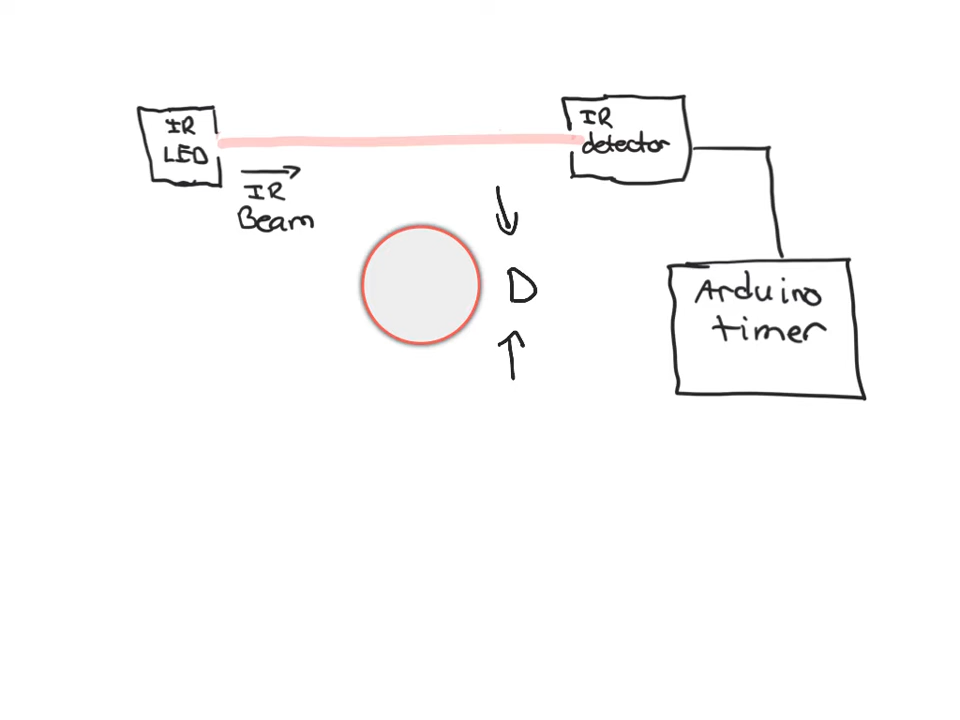 IR
LED
IR
detector
IR
Beam
D
Arduino
timer